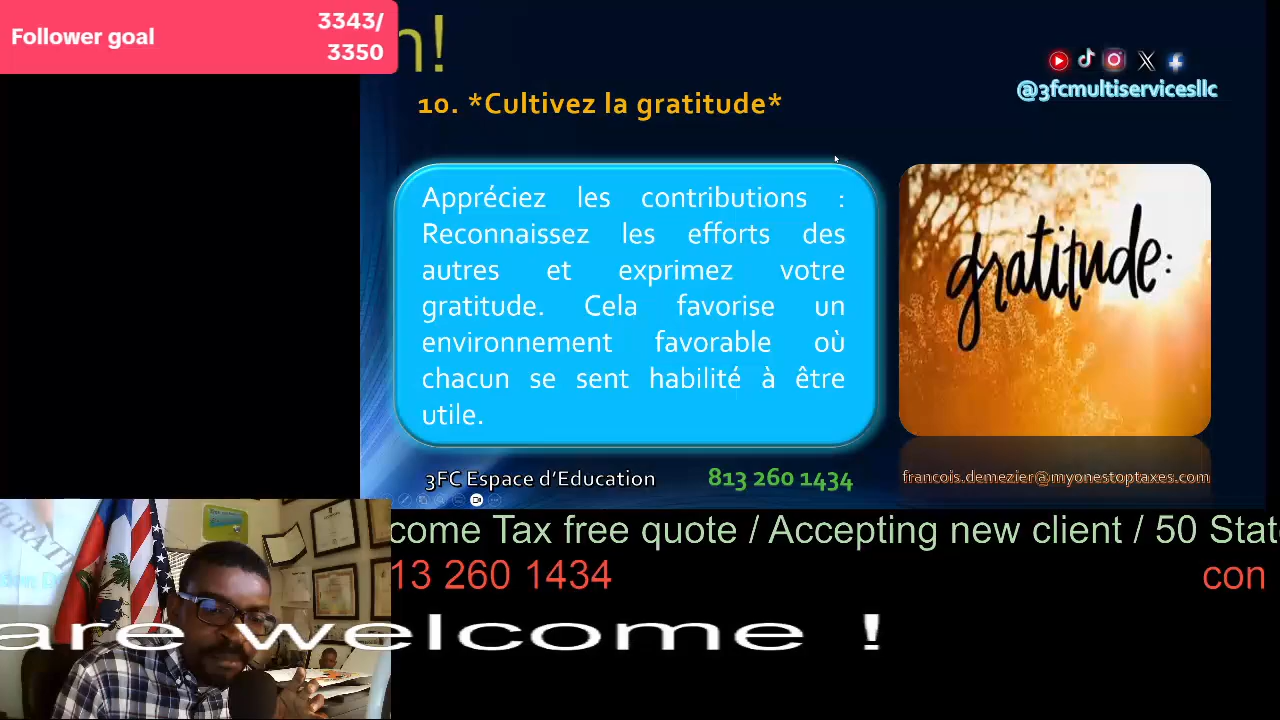 Follower goal
3343/
3350
n!
@3fcmultiservicesllc
10. *Cultivez la gratitude*
Appréciez les contributions :
Reconnaissez les efforts des
autres et exprimez votre
gratitude. Cela favorise un
environnement favorable où
chacun se sent habilité à être
utile.
gratitude:
3FC Espace d’Education
813 260 1434
francois.demezier@myonestoptaxes.com
come Tax free quote / Accepting new client / 50 Stat
13 260 1434
con
are welcome !